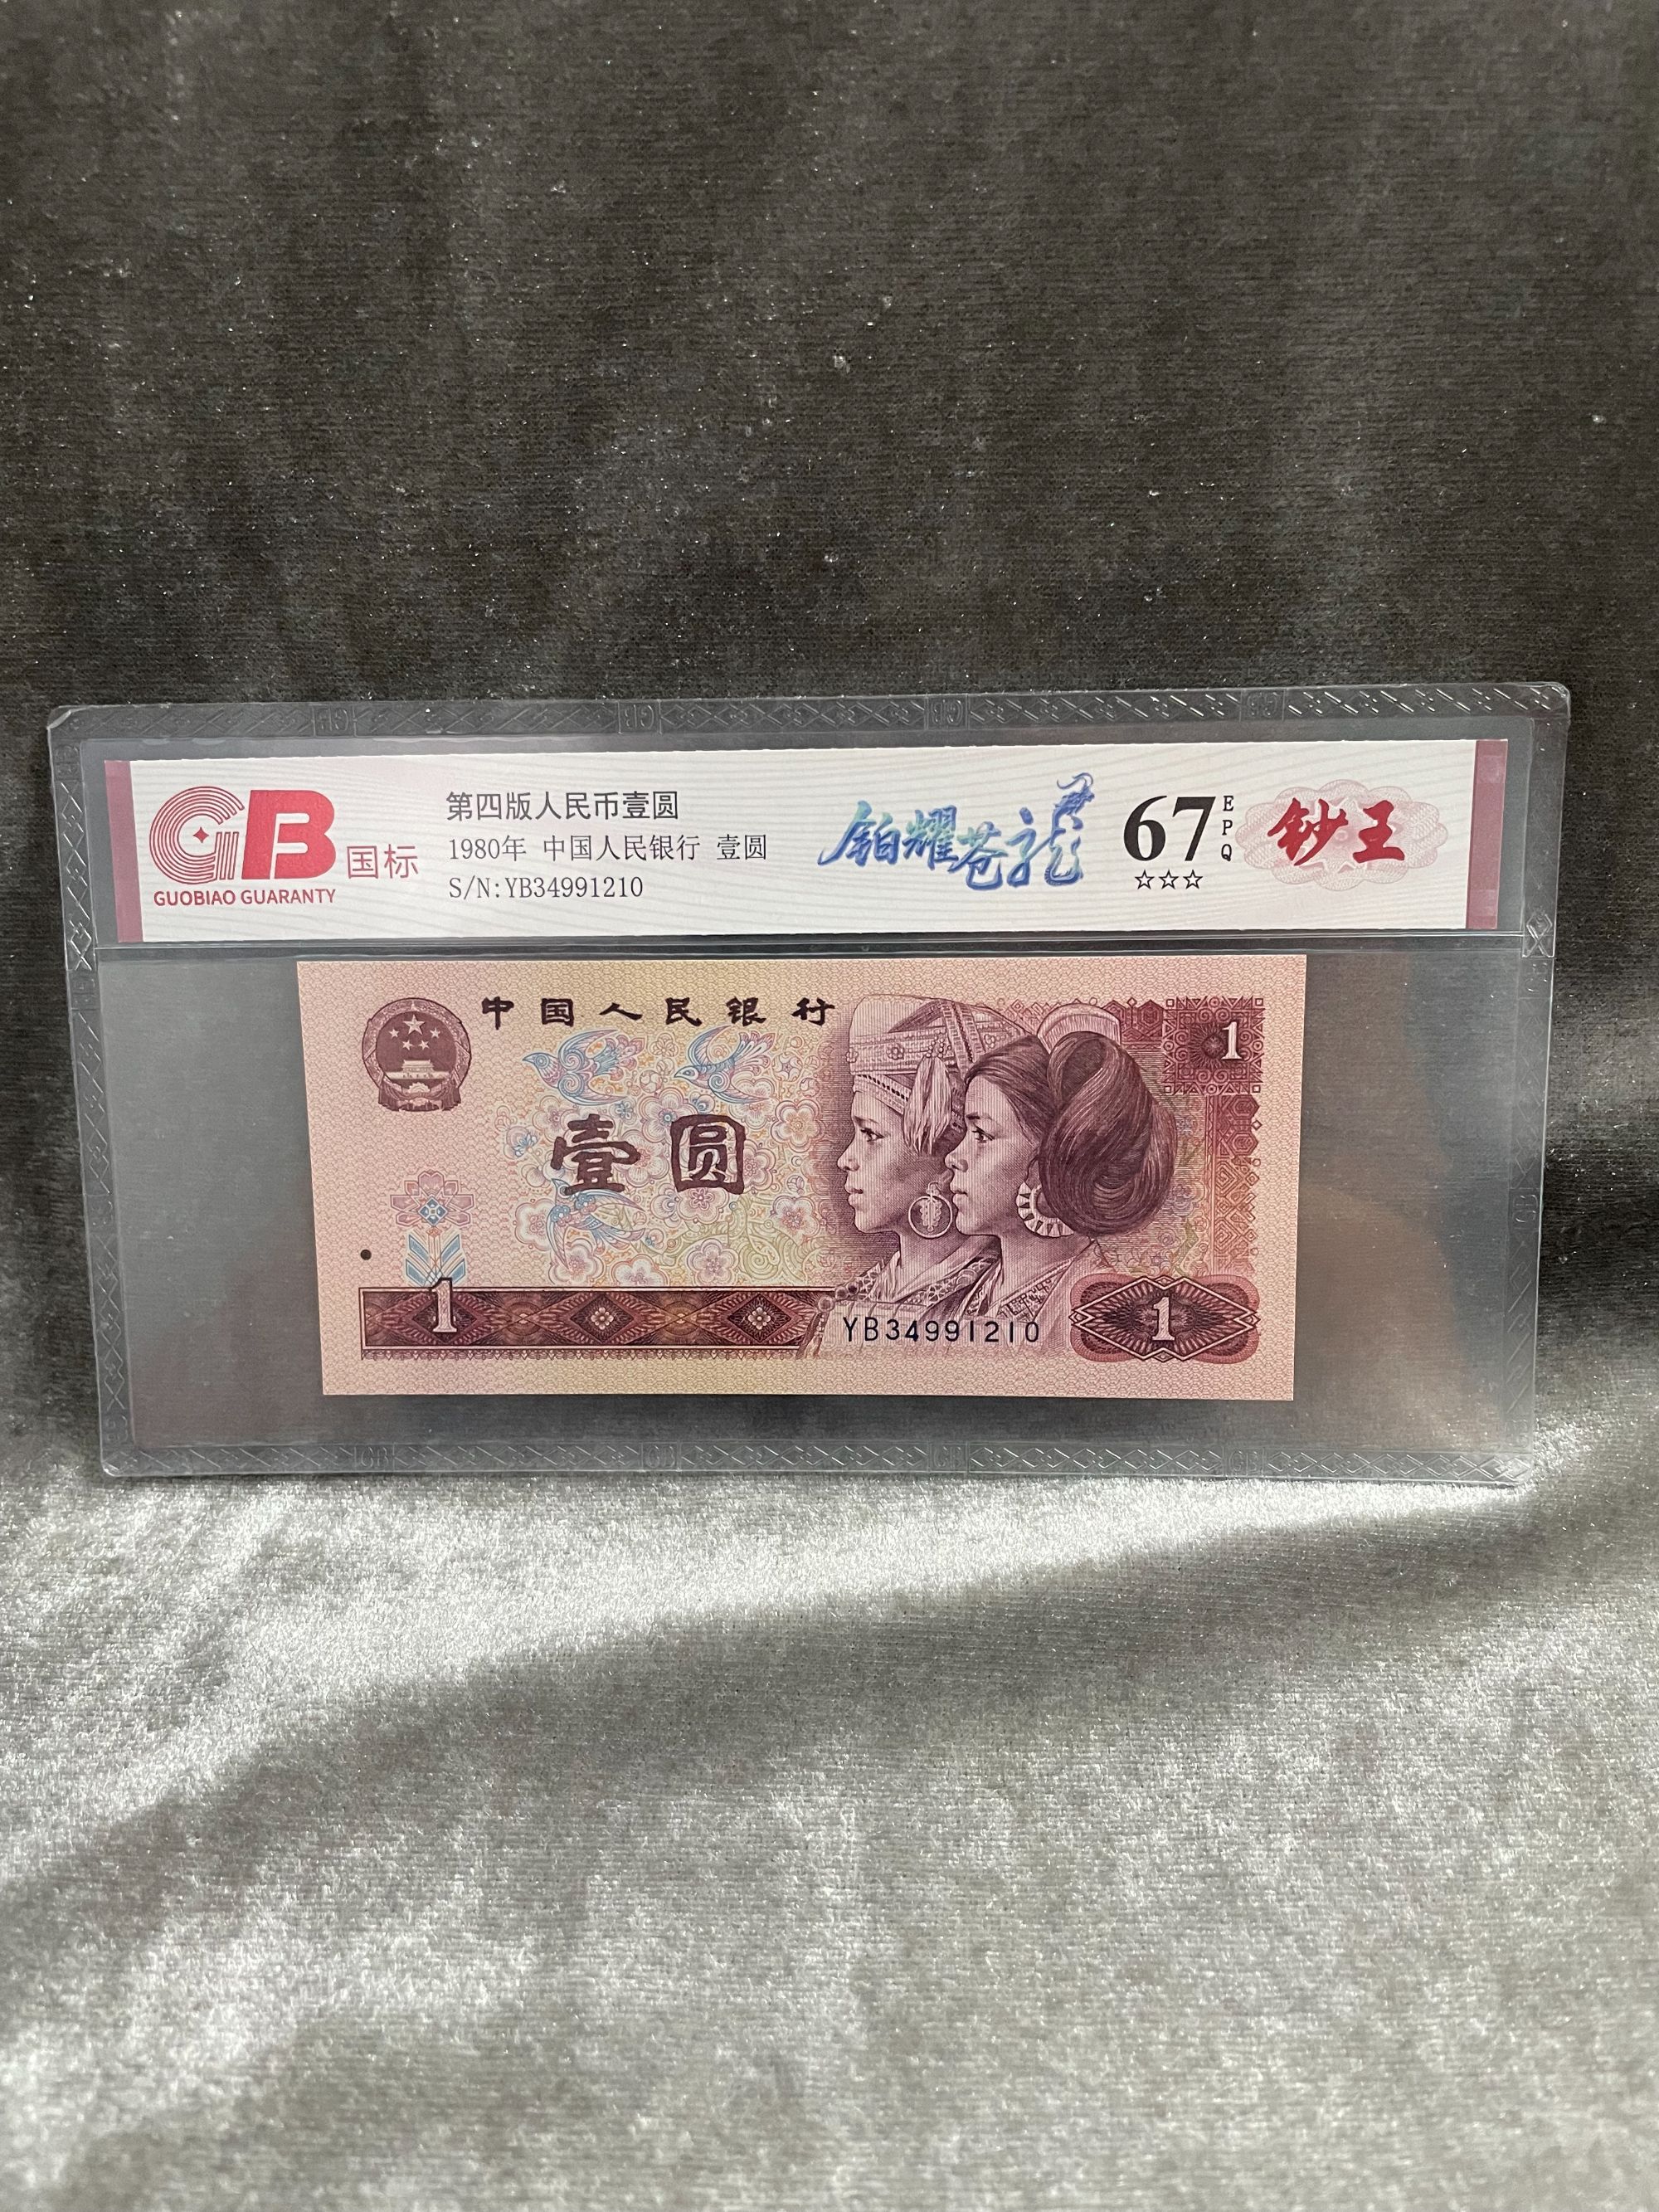 GB 国标
GUOBIAO GUARANTY
第四版人民币壹圆
1980年 中国人民银行 壹圆
S/N:YB34991210
铂耀苍龙
67 EPQ
☆☆☆
钞王
中国人民银行
1
壹圆
1
YB34991210
1